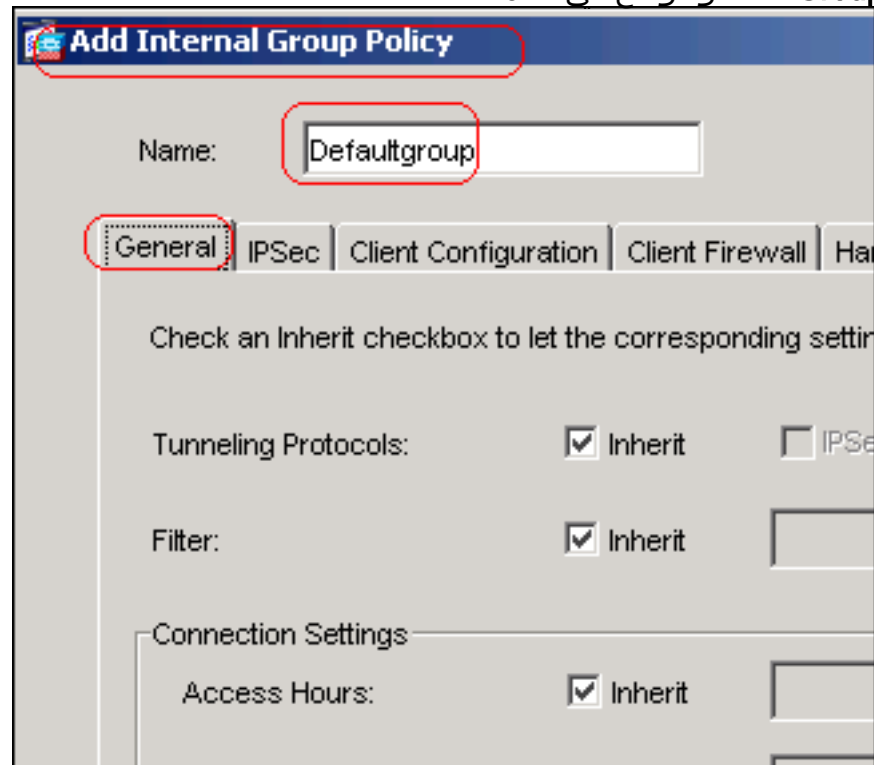 Add Internal Group Policy
Name: Defaultgroup
General IPSec Client Configuration Client Firewall
Check an Inherit checkbox to let the corresponding
Tunneling Protocols: Inherit
Filter: Inherit
Connection Settings
Access Hours: Inherit